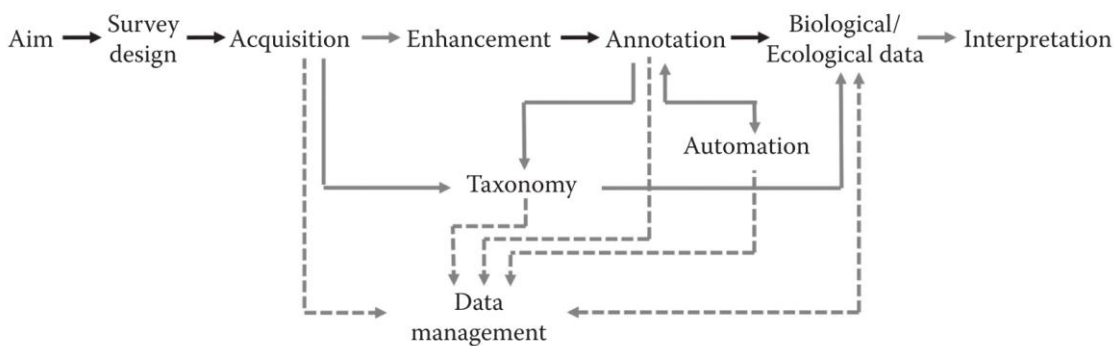 Aim
Survey
design
Acquisition
Enhancement
Annotation
Biological/
Ecological data
Interpretation
Automation
Taxonomy
Data
management